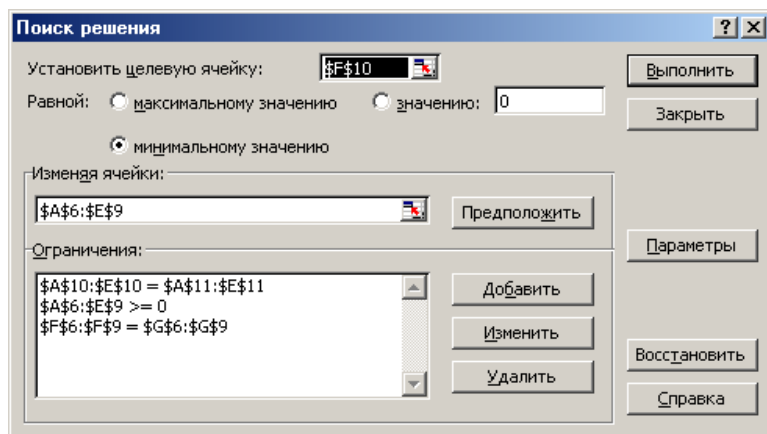 Поиск решения
Установить целевую ячейку: $F$10 Выполнить
Равной: максимальному значению значению: 0 Закрыть
минимальному значению
Изменяя ячейки:
$A$6:$E$9 Предположить
Параметры
Ограничения:
$A$10:$E$10 = $A$11:$E$11 Добавить
$A$6:$E$9 >= 0
$F$6:$F$9 = $G$6:$G$9 Изменить
Восстановить
Удалить
Справка